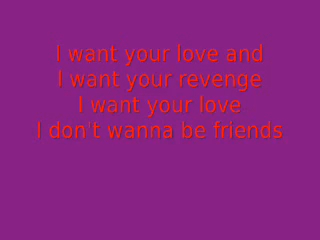 I want your love and
I want your revenge
I want your love
I don't wanna be friends